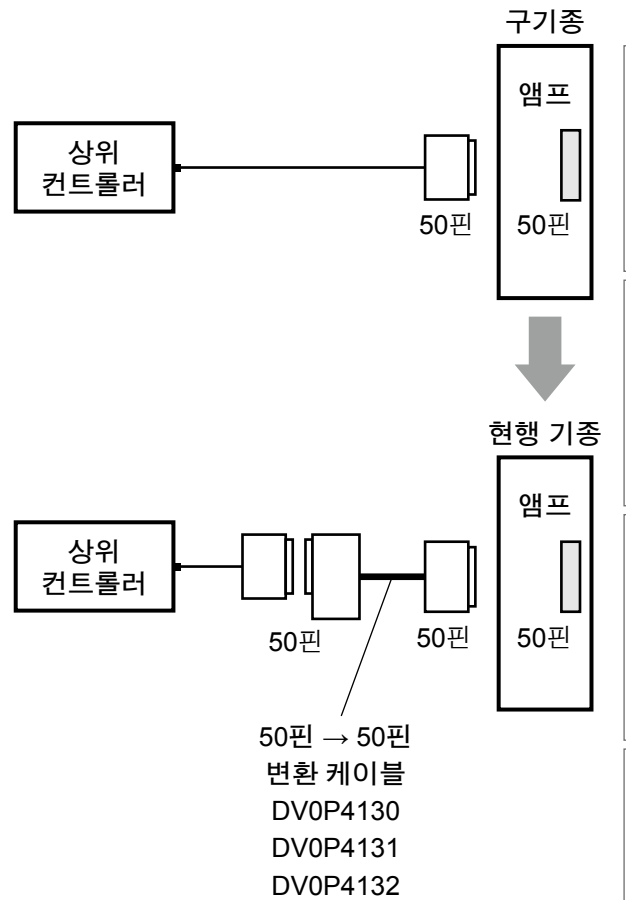 구기종
앰프
상위
컨트롤러
50핀
50핀
현행 기종
앰프
상위
컨트롤러
50핀
50핀
50핀
50핀 → 50핀
변환 케이블
DV0P4130
DV0P4131
DV0P4132